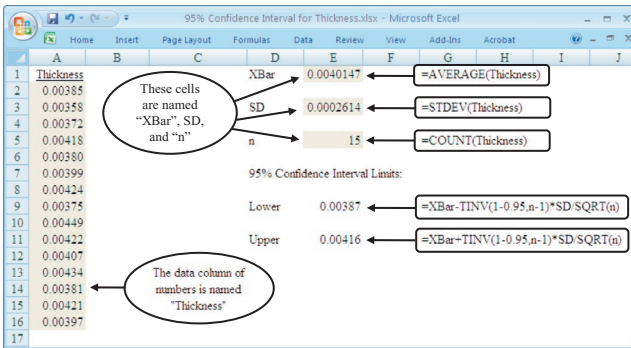 95% Confidence Interval for Thickness.xlsx - Microsoft Excel
Home Insert Page Layout Formulas Data Review View Add-Ins Acrobat
A B C D E F G H I J
1 Thickness XBar 0.0040147 =AVERAGE(Thickness)
2 0.00385
3 0.00358 SD 0.0002614 =STDEV(Thickness)
4 0.00372
5 0.00418 n 15 =COUNT(Thickness)
6 0.00380
7 0.00399 95% Confidence Interval Limits:
8 0.00424
9 0.00375 Lower 0.00387 =XBar-TINV(1-0.95,n-1)*SD/SQRT(n)
10 0.00449
11 0.00422 Upper 0.00416 =XBar+TINV(1-0.95,n-1)*SD/SQRT(n)
12 0.00407
13 0.00434
14 0.00381
15 0.00421
16 0.00397
17
These cells
are named
“XBar”, SD,
and “n”
The data column of
numbers is named
"Thickness"